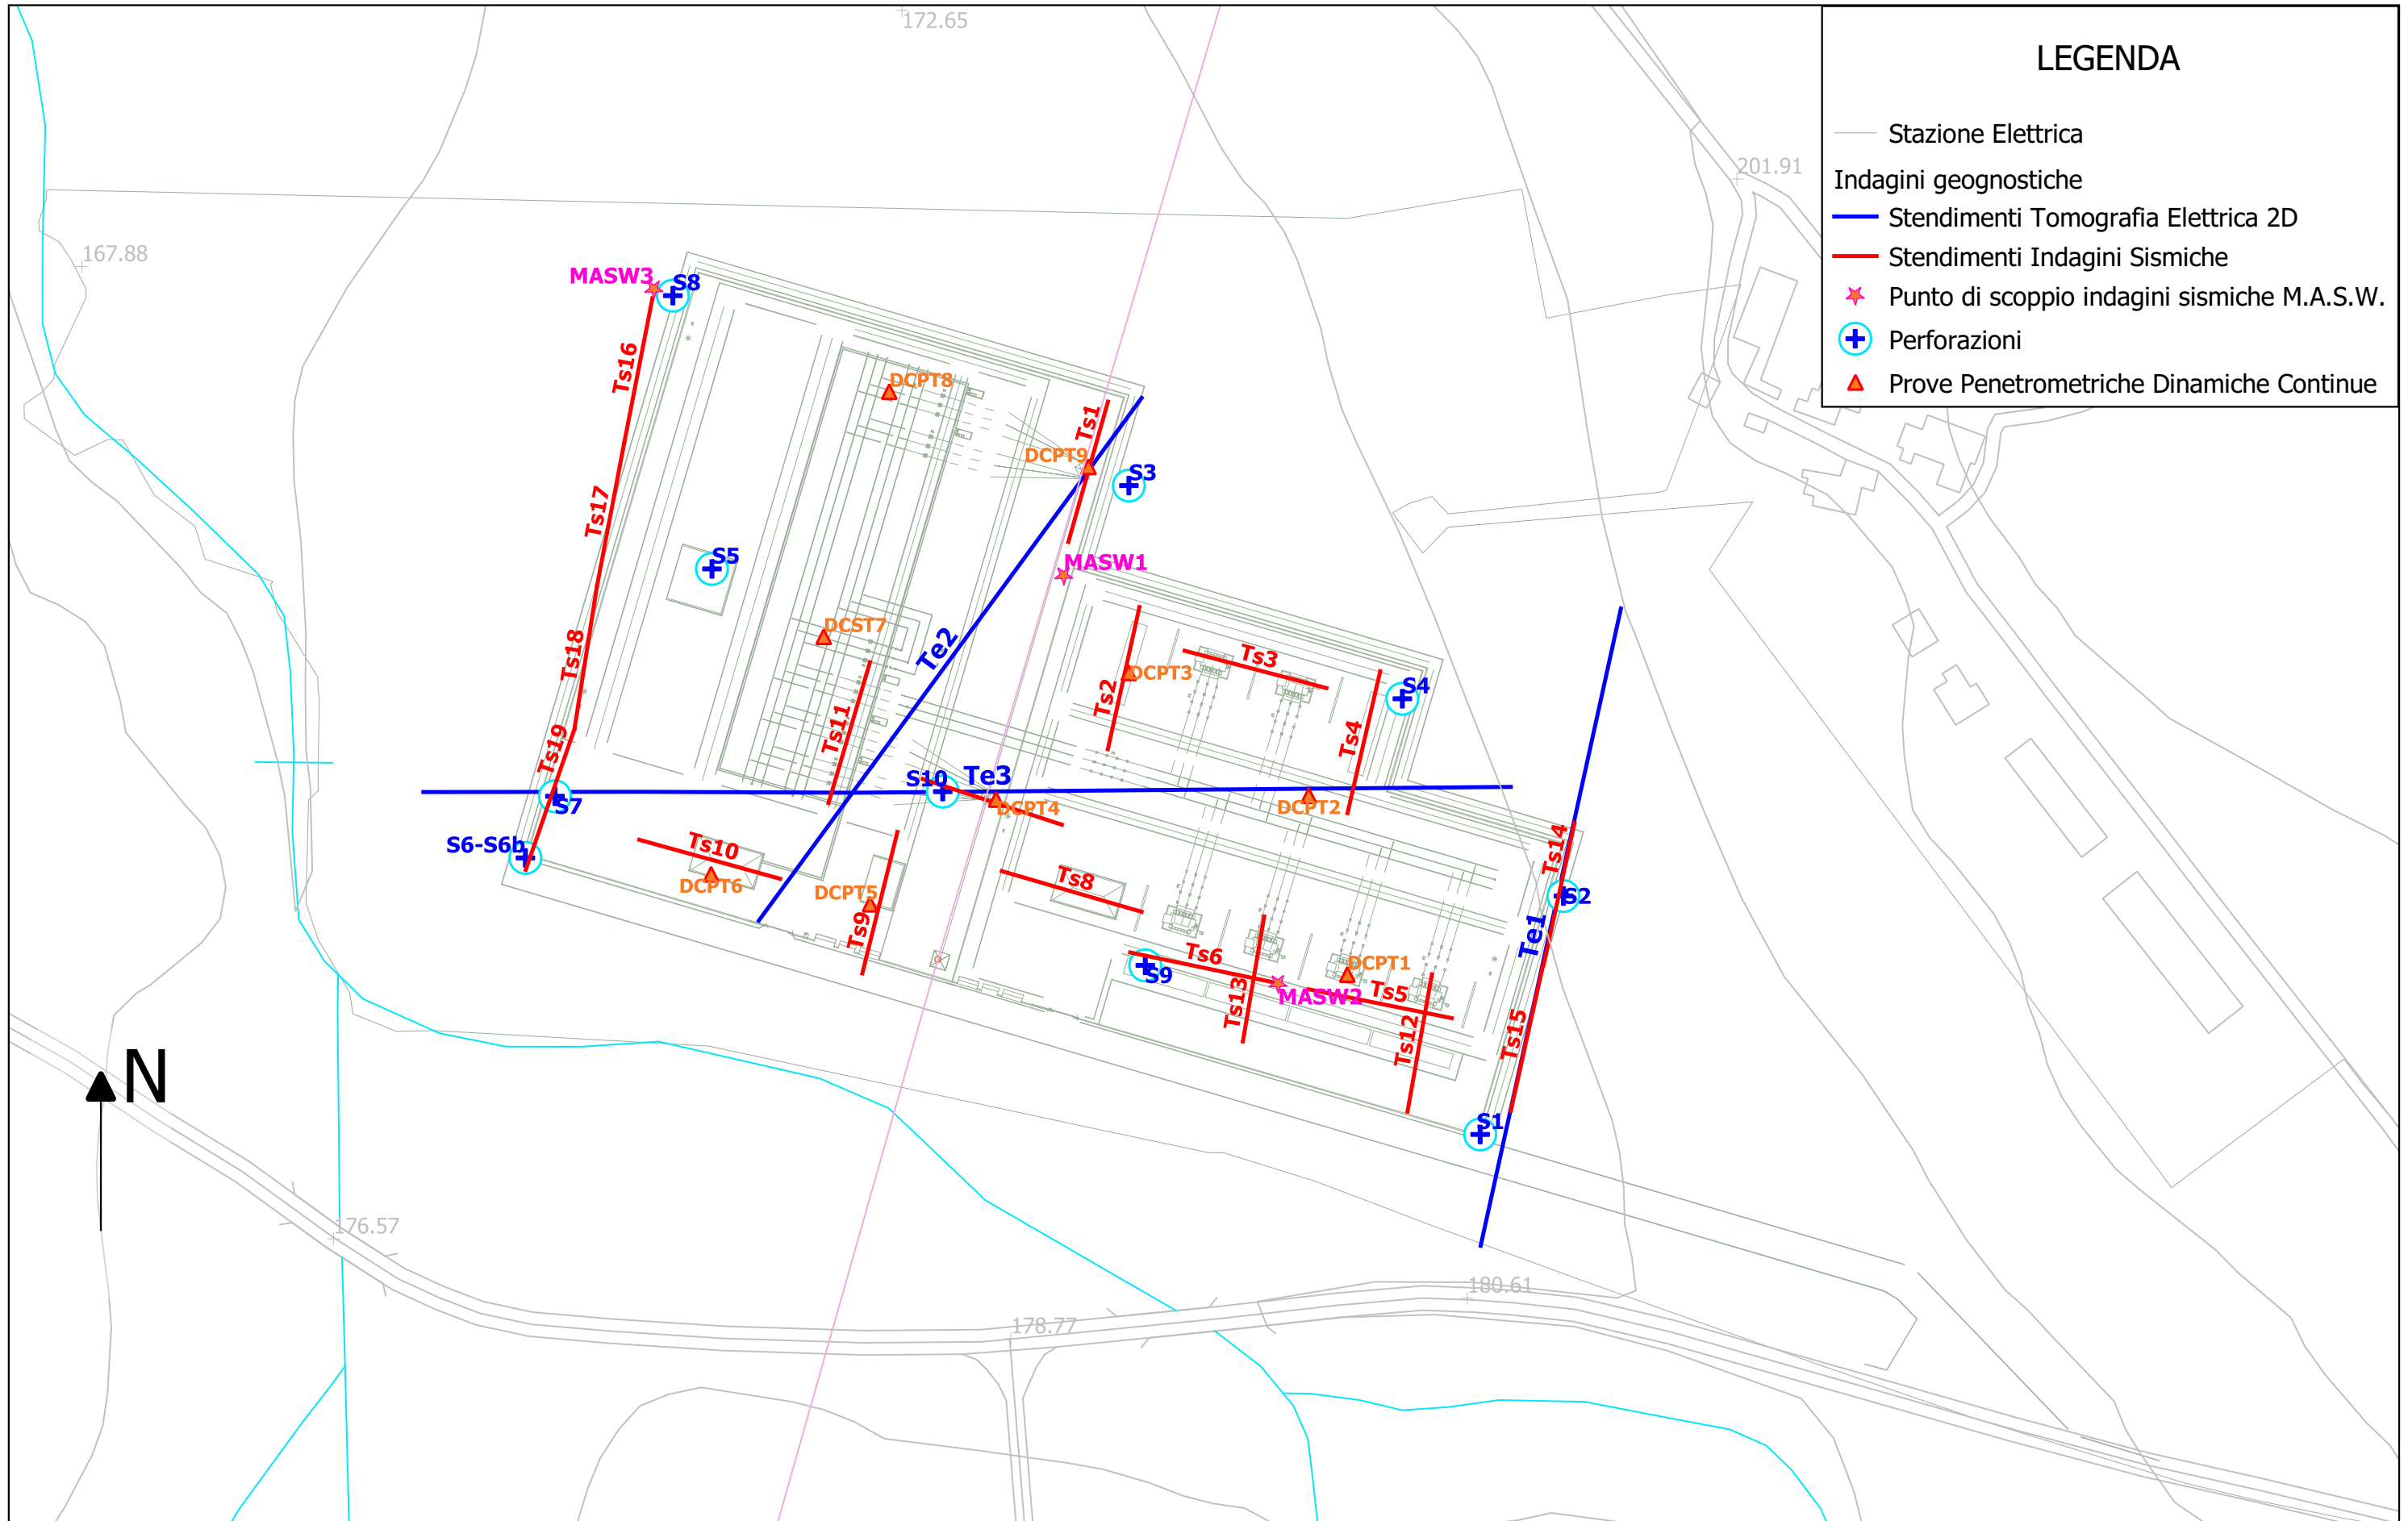 172.65
LEGENDA
Stazione Elettrica
Indagini geognostiche
Stendimenti Tomografia Elettrica 2D
Stendimenti Indagini Sismiche
Punto di scoppio indagini sismiche M.A.S.W.
Perforazioni
Prove Penetrometriche Dinamiche Continue
201.91
167.88
MASW3
S8
Ts16
DCPT8
Ts1
DCPT9
S3
Ts17
S5
MASW1
DCST7
Ts18
Te2
Ts3
DCPT3
Ts2
S4
Ts11
Ts4
Ts19
S10
Te3
S7
DCPT4
DCPT2
S6-S6b
Ts10
Ts14
DCPT6
DCPT5
Ts8
S2
Ts9
Te1
Ts6
S9
DCPT1
Ts5
MASW2
Ts13
Ts12
Ts15
N
S1
176.57
180.61
178.77